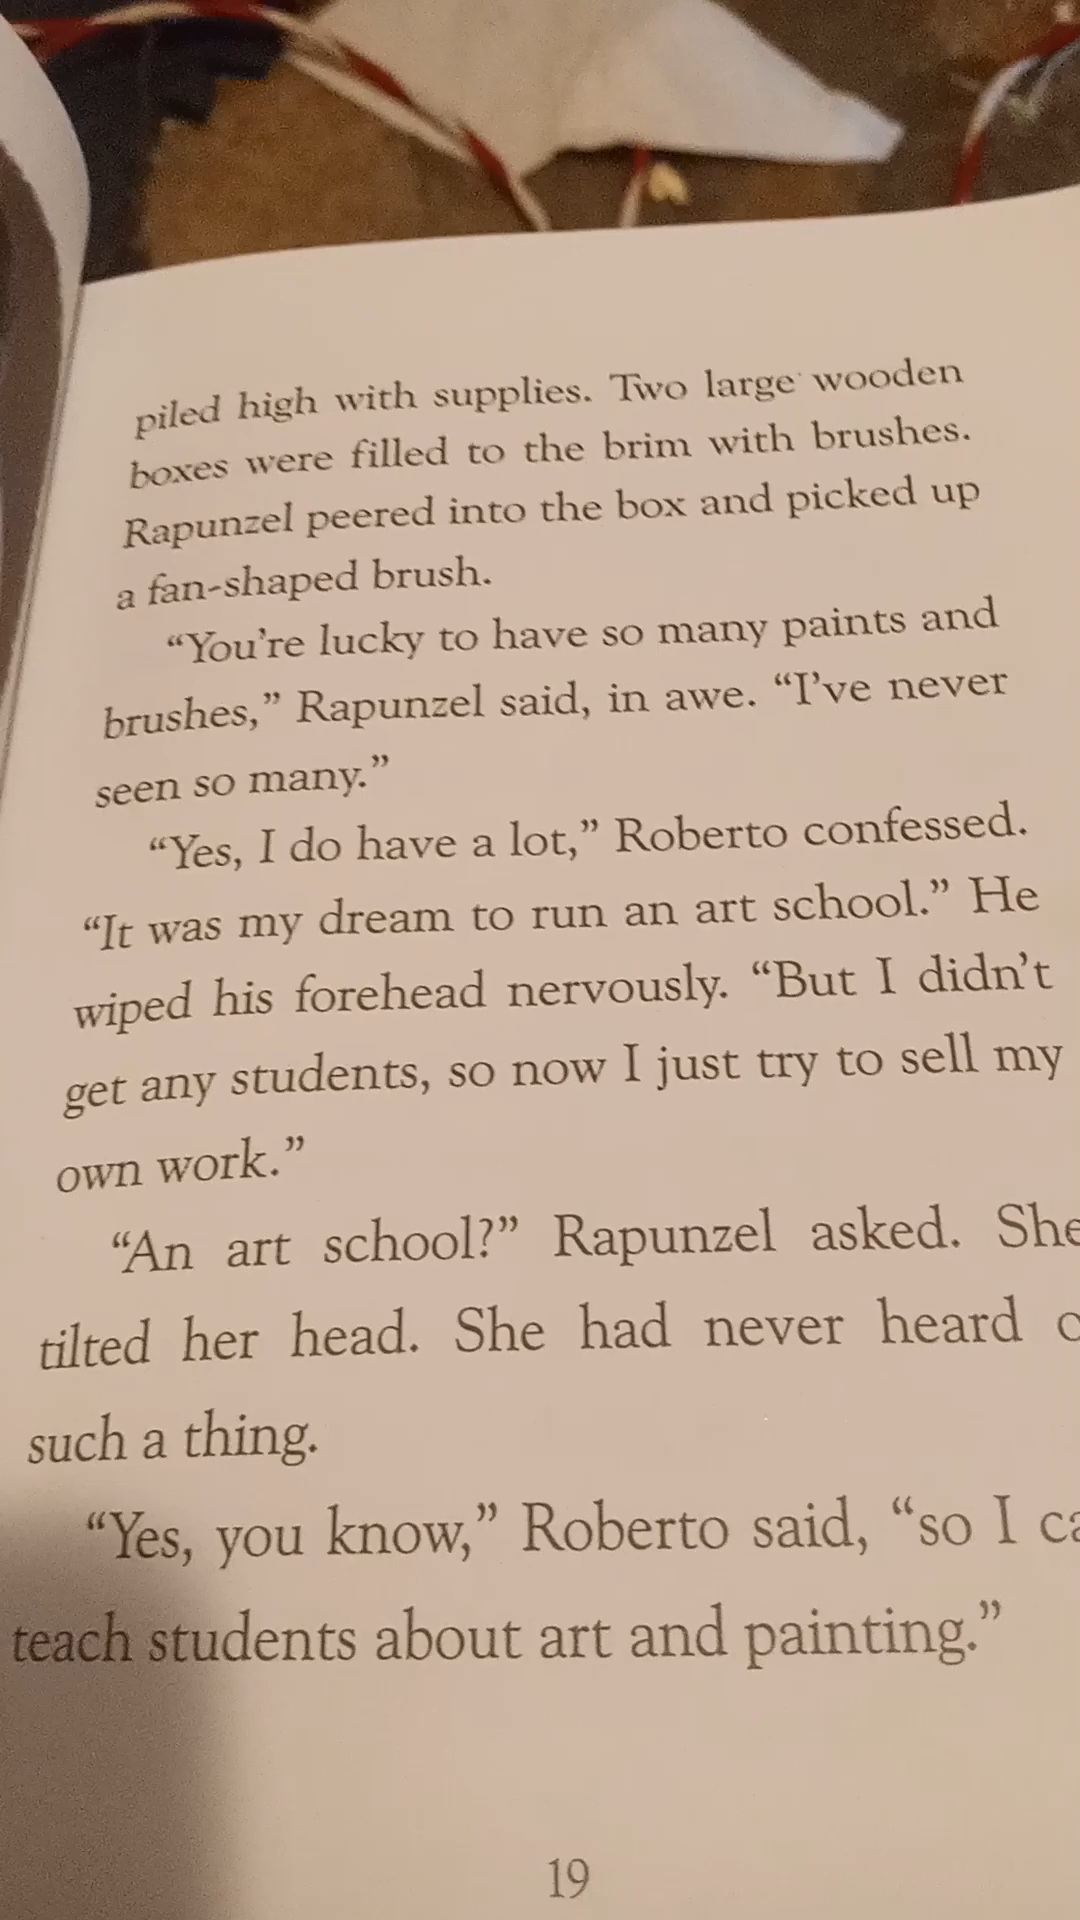 piled high with supplies. Two large wooden
boxes were filled to the brim with brushes.
Rapunzel peered into the box and picked up
a fan-shaped brush.
“You’re lucky to have so many paints and
brushes,” Rapunzel said, in awe. “I’ve never
seen so many.”
“Yes, I do have a lot,” Roberto confessed.
“It was my dream to run an art school.” He
wiped his forehead nervously. “But I didn’t
get any students, so now I just try to sell my
own work.”
“An art school?” Rapunzel asked. She
tilted her head. She had never heard
such a thing.
“Yes, you know,” Roberto said, “so I
teach students about art and painting.”
19